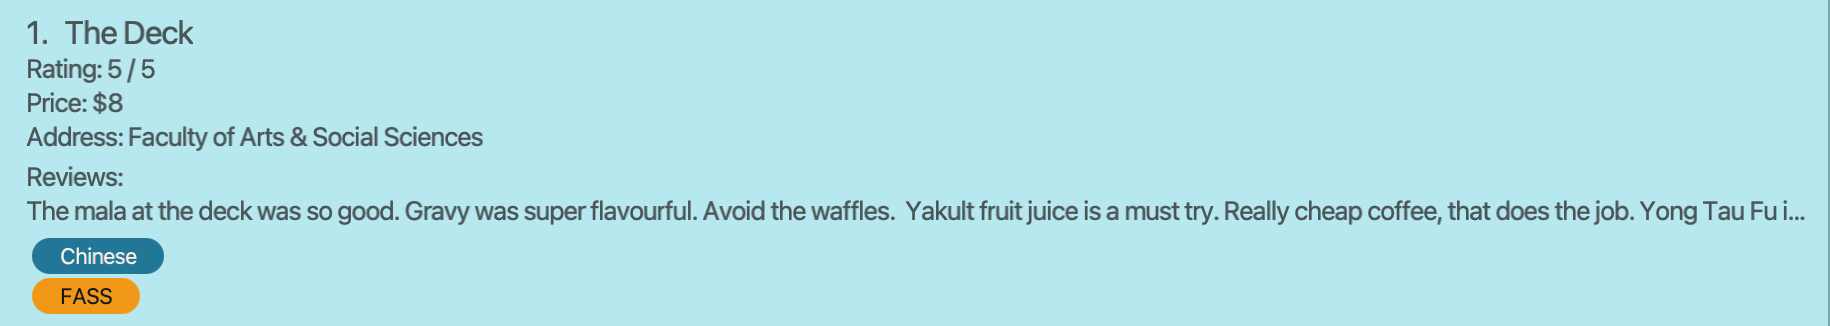 1. The Deck
Rating: 5 / 5
Price: $8
Address: Faculty of Arts & Social Sciences
Reviews:
The mala at the deck was so good. Gravy was super flavourful. Avoid the waffles.  Yakult fruit juice is a must try. Really cheap coffee, that does the job. Yong Tau Fu i...
Chinese
FASS